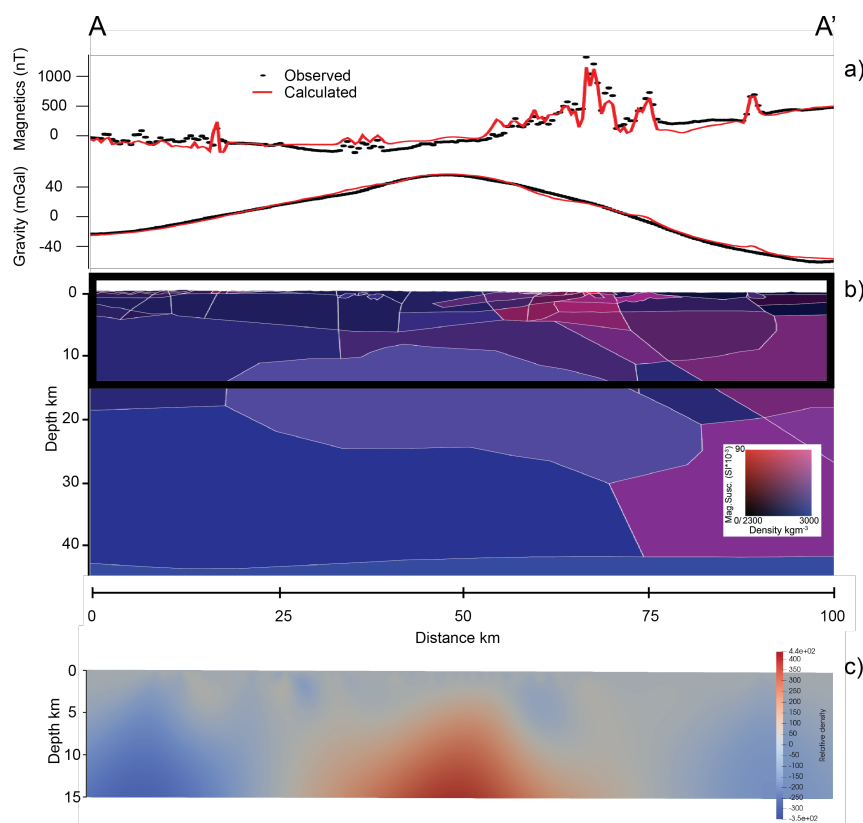 A
A’
a)
Observed
Calculated
Magnetics (nT)
1000
500
0
Gravity (mGal)
40
0
-40
b)
Depth km
0
10
20
30
40
Mag.Susc. (SI*10⁻³)
90
0/2300
3000
Density kgm⁻³
0
25
50
75
100
Distance km
c)
Depth km
0
5
10
15
4.4e+02
400
300
200
150
100
50
0
-50
-100
-150
-200
-250
-300
-3.5e+02
Relative density